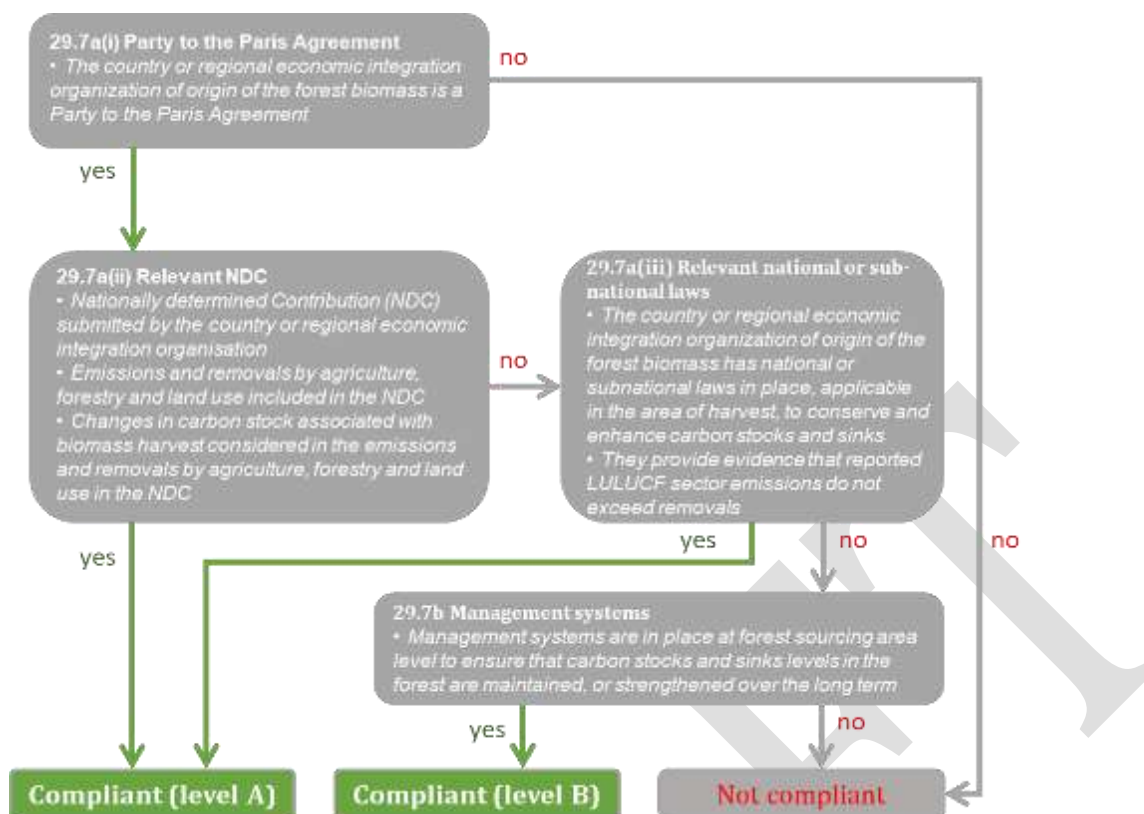 29.7a(i) Party to the Paris Agreement
• The country or regional economic integration
organization of origin of the forest biomass is a
Party to the Paris Agreement
no
yes
29.7a(ii) Relevant NDC
• Nationally determined Contribution (NDC)
submitted by the country or regional economic
integration organisation
• Emissions and removals by agriculture,
forestry and land use included in the NDC
• Changes in carbon stock associated with
biomass harvest considered in the emissions
and removals by agriculture, forestry and land
use in the NDC
no
29.7a(iii) Relevant national or sub-
national laws
• The country or regional economic
integration organization of origin of the
forest biomass has national or
subnational laws in place, applicable
in the area of harvest, to conserve and
enhance carbon stocks and sinks
• They provide evidence that reported
LULUCF sector emissions do not
exceed removals
yes
yes
no
no
29.7b Management systems
• Management systems are in place at forest sourcing area
level to ensure that carbon stocks and sinks levels in the
forest are maintained, or strengthened over the long term
yes
no
Compliant (level A)
Compliant (level B)
Not compliant